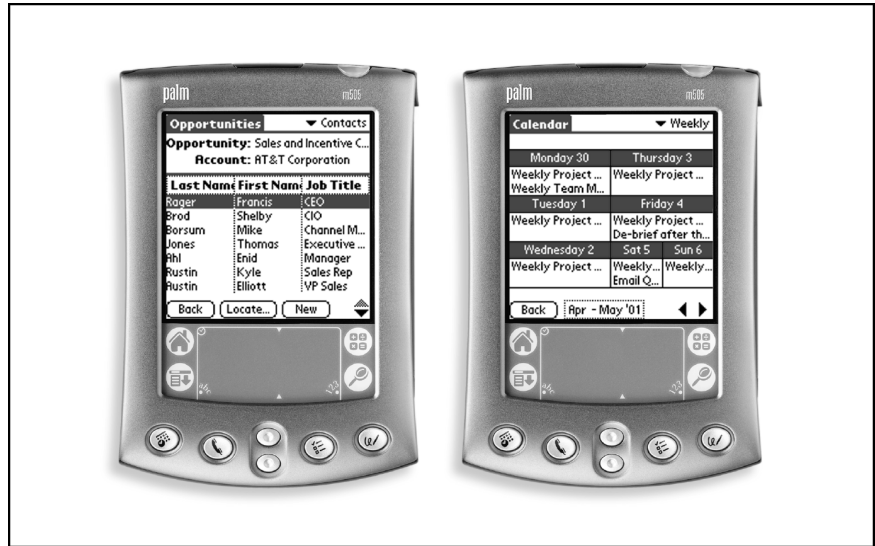 palm
m505
Opportunities
Contacts
Opportunity: Sales and Incentive C...
Account: AT&T Corporation
Last Name First Name Job Title
Rager Francis CEO
Brod Shelby CIO
Borsum Mike Channel M...
Jones Thomas Executive ...
Ahl Enid Manager
Rustin Kyle Sales Rep
Austin Elliott VP Sales
Back Locate... New
abc
123
palm
m505
Calendar
Weekly
Monday 30
Thursday 3
Weekly Project ...
Weekly Team M...
Weekly Project ...
Tuesday 1
Friday 4
Weekly Project ...
Weekly Project ...
De-brief after th...
Wednesday 2
Sat 5
Sun 6
Weekly Project ...
Weekly...
Email Q...
Weekly...
Back
Apr - May '01
abc
123